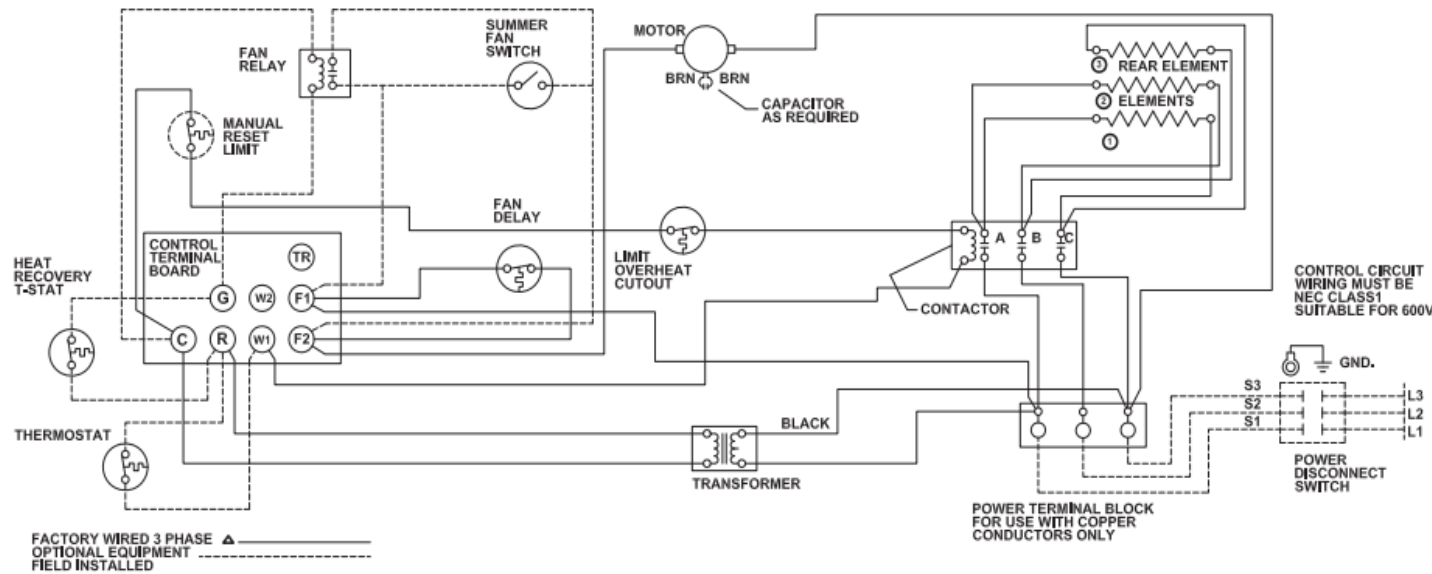 SUMMER
FAN
SWITCH
MOTOR
FAN
RELAY
BRN BRN
3 REAR ELEMENT
2 ELEMENTS
1
CAPACITOR
AS REQUIRED
MANUAL
RESET
LIMIT
FAN
DELAY
CONTROL
TERMINAL
BOARD
TR
LIMIT
OVERHEAT
CUTOUT
A B C
HEAT
RECOVERY
T-STAT
G W2 F1
C R W1 F2
CONTACTOR
CONTROL CIRCUIT
WIRING MUST BE
NEC CLASS1
SUITABLE FOR 600V
GND.
S3
S2
S1
L3
L2
L1
THERMOSTAT
BLACK
TRANSFORMER
POWER
DISCONNECT
SWITCH
POWER TERMINAL BLOCK
FOR USE WITH COPPER
CONDUCTORS ONLY
FACTORY WIRED 3 PHASE Δ
OPTIONAL EQUIPMENT
FIELD INSTALLED